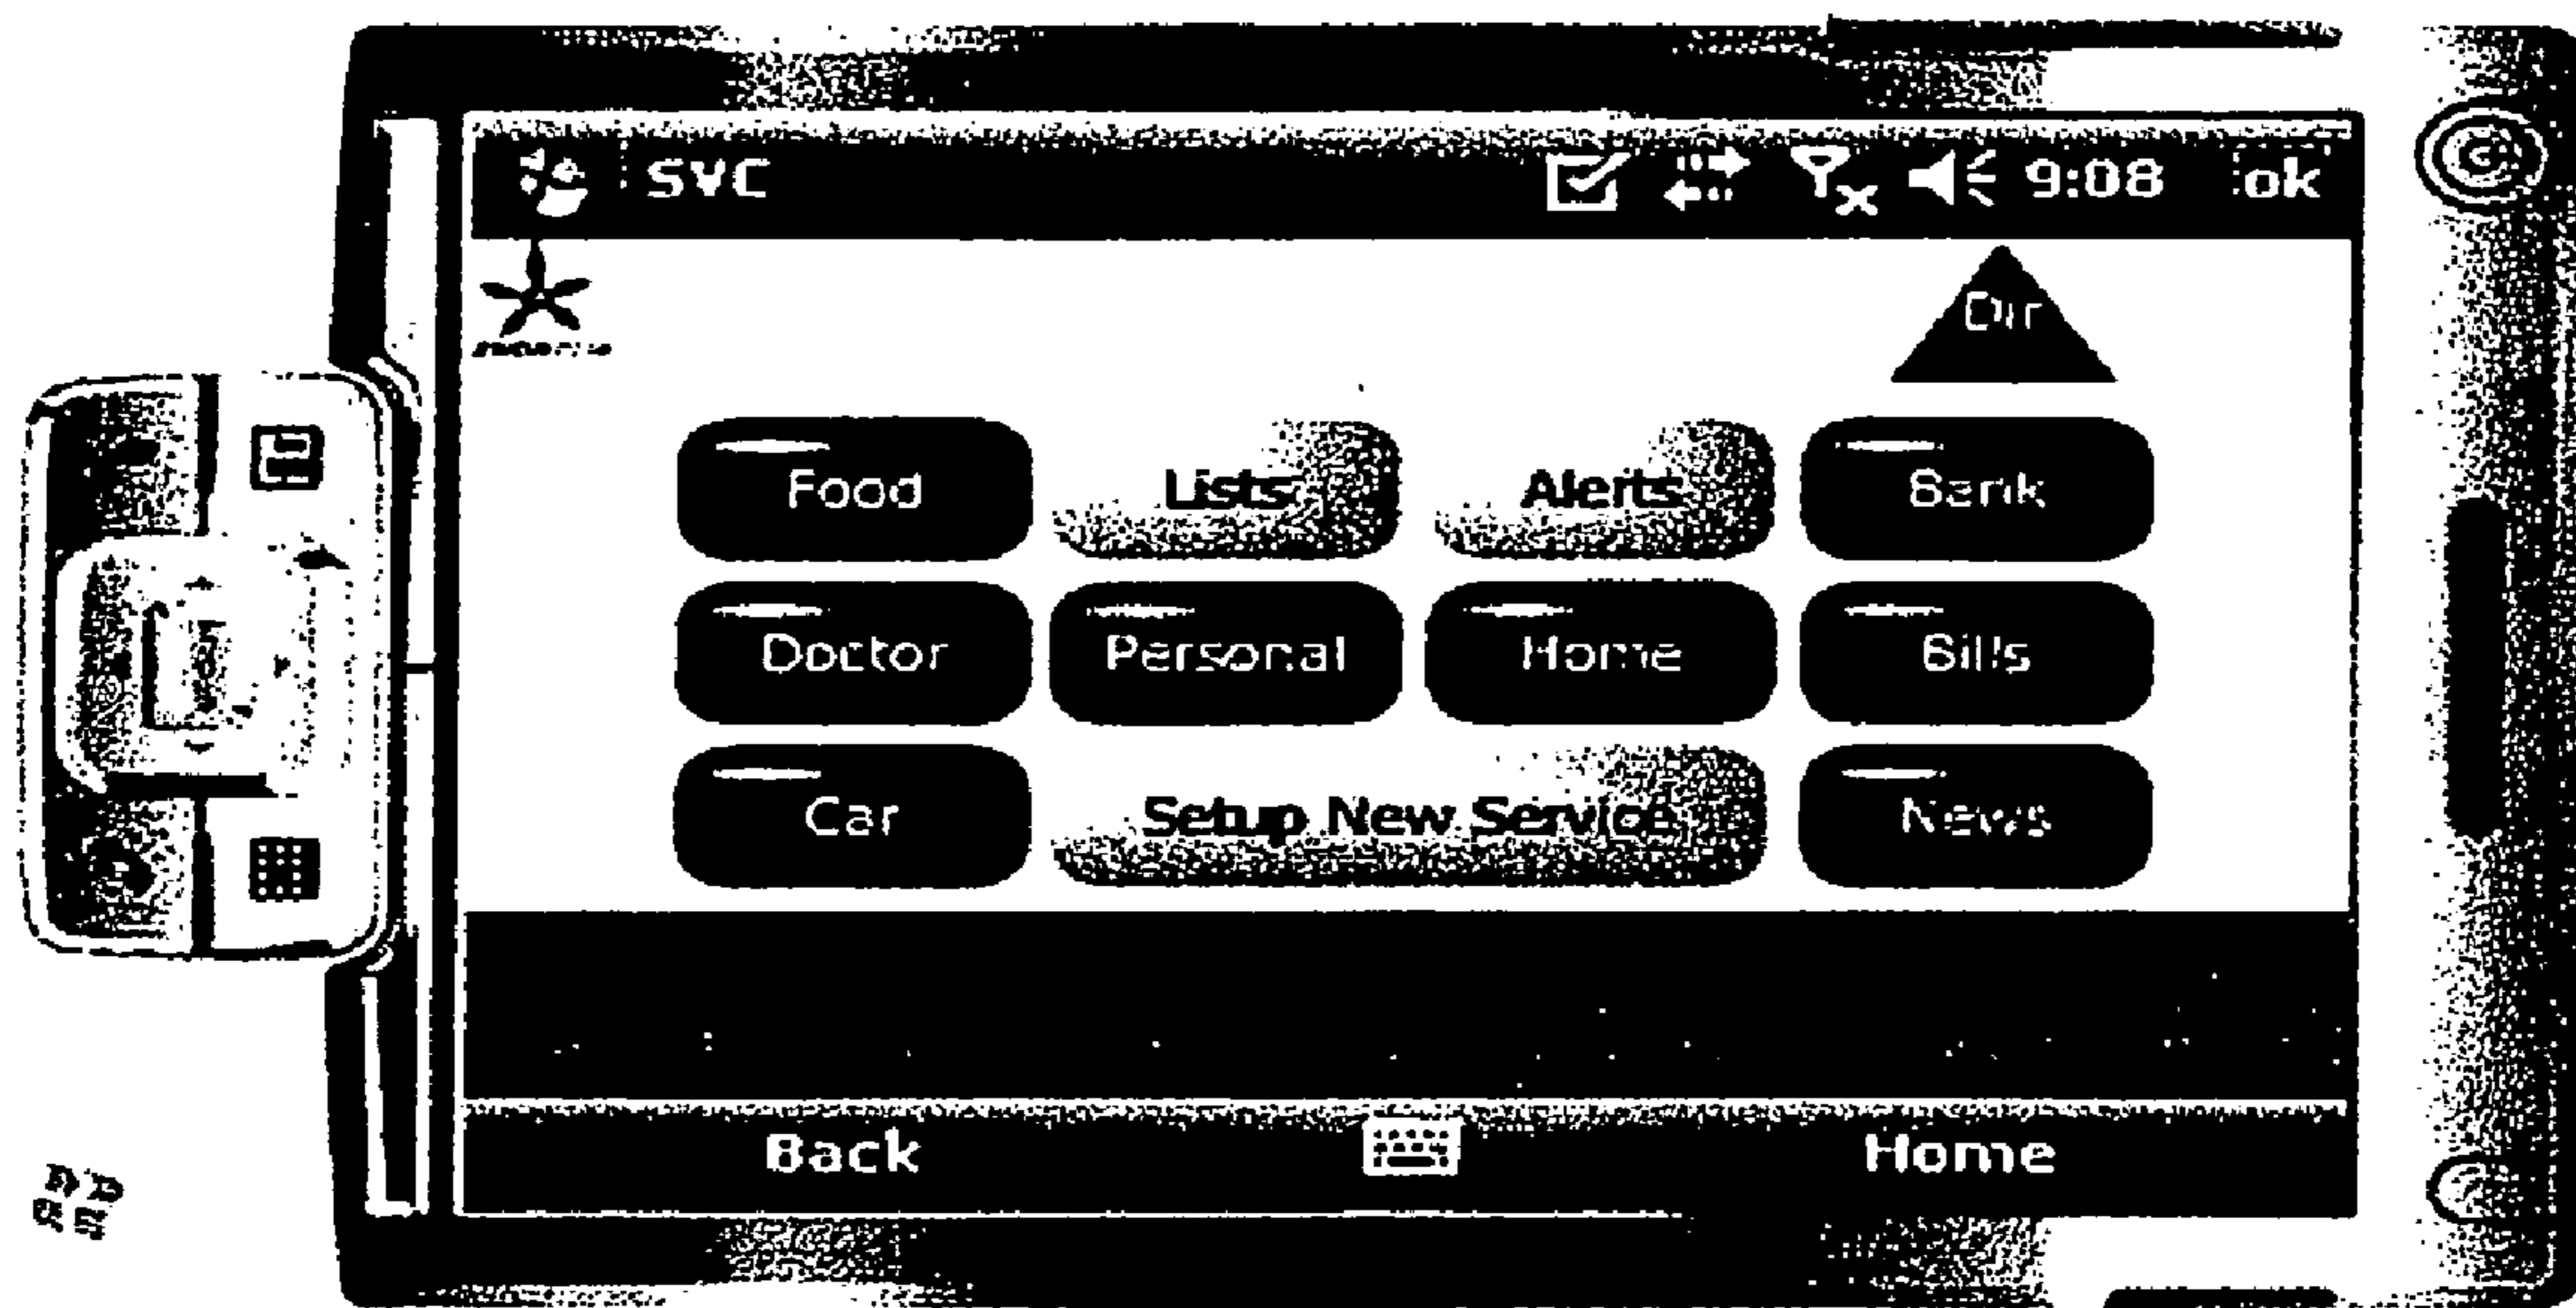 SVC 9:08 ok
Dir
Food Lists Alerts Bank
Doctor Personal Home Bills
Car Setup New Service News
Back Home